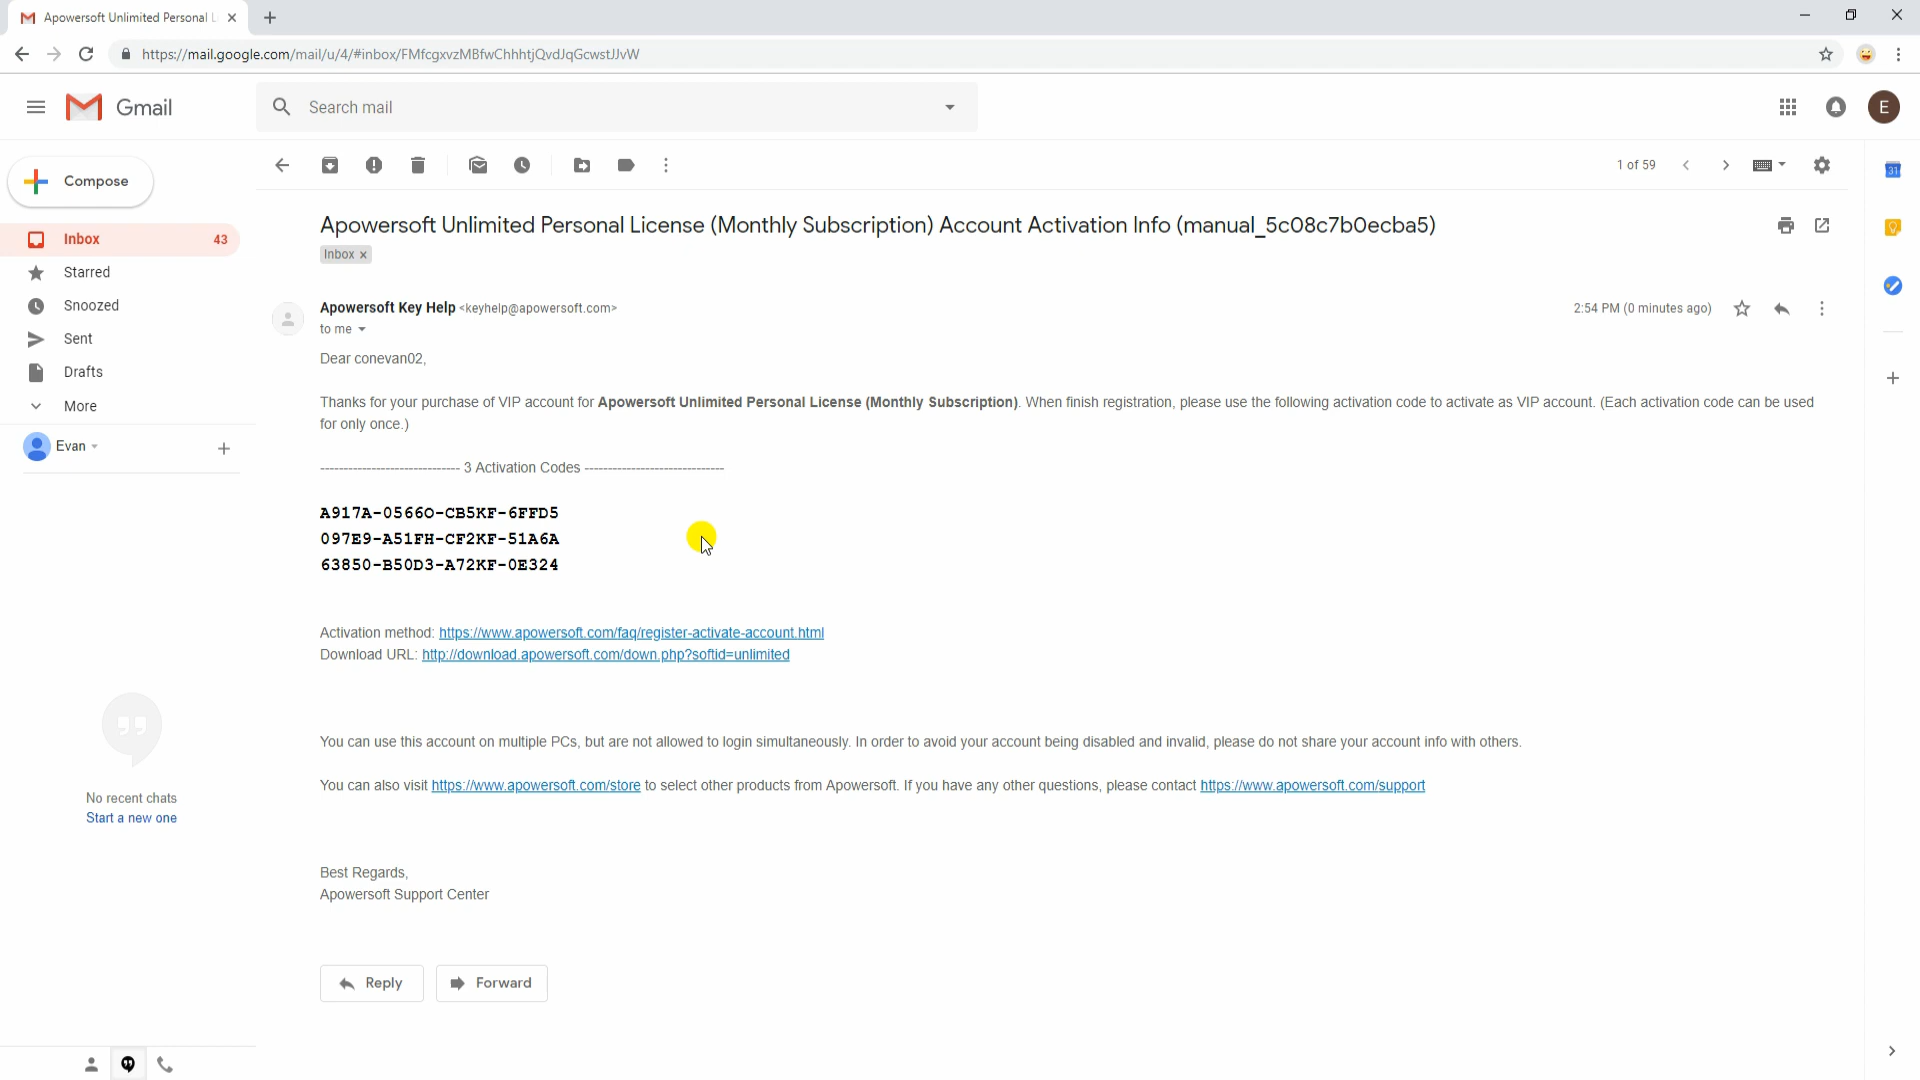 Apowersoft Unlimited Personal L
https://mail.google.com/mail/u/4/#inbox/FMfcgxvzMBfwChhhtjQvdJqGcwstJJvW
Gmail
Search mail
E
Compose
1 of 59
31
Inbox 43
Starred
Snoozed
Sent
Drafts
More
Evan
No recent chats
Start a new one
Apowersoft Unlimited Personal License (Monthly Subscription) Account Activation Info (manual_5c08c7b0ecba5)
Inbox x
Apowersoft Key Help <keyhelp@apowersoft.com>
2:54 PM (0 minutes ago)
to me
Dear conevan02,
Thanks for your purchase of VIP account for Apowersoft Unlimited Personal License (Monthly Subscription). When finish registration, please use the following activation code to activate as VIP account. (Each activation code can be used
for only once.)
------------------------------ 3 Activation Codes ------------------------------
A917A-0566O-CB5KF-6FFD5
097E9-A51FH-CF2KF-51A6A
63850-B50D3-A72KF-0E324
Activation method: https://www.apowersoft.com/faq/register-activate-account.html
Download URL: http://download.apowersoft.com/down.php?softid=unlimited
You can use this account on multiple PCs, but are not allowed to login simultaneously. In order to avoid your account being disabled and invalid, please do not share your account info with others.
You can also visit https://www.apowersoft.com/store to select other products from Apowersoft. If you have any other questions, please contact https://www.apowersoft.com/support
Best Regards,
Apowersoft Support Center
Reply
Forward